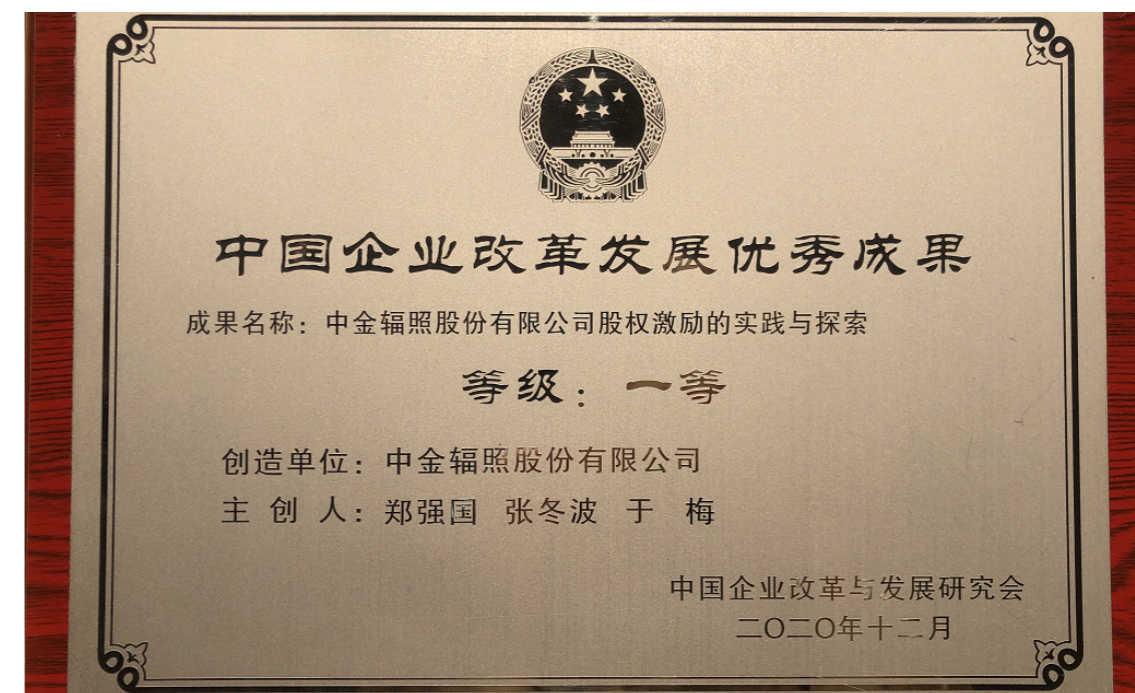 中国企业改革发展优秀成果
成果名称：中金辐照股份有限公司股权激励的实践与探索
等级：一等
创造单位：中金辐照股份有限公司
主 创 人：郑强国 张冬波 于 梅
中国企业改革与发展研究会
二〇二〇年十二月